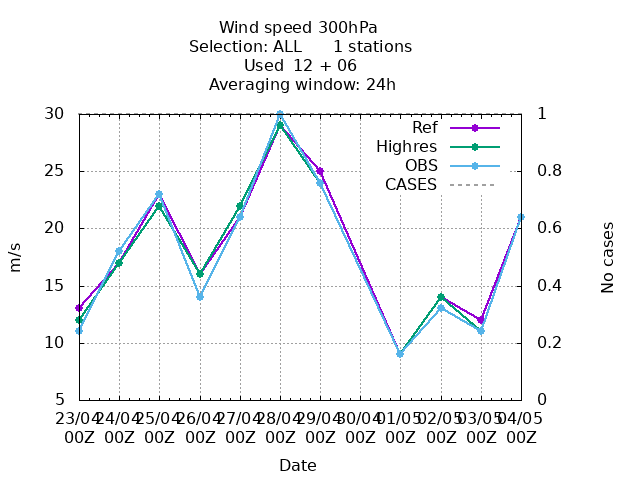 Wind speed 300hPa
Selection: ALL      1 stations
Used  12 + 06
Averaging window: 24h
30
25
20
15
10
5
1
0.8
0.6
0.4
0.2
0
Ref
Highres
OBS
CASES
m/s
No cases
23/04 24/04 25/04 26/04 27/04 28/04 29/04 30/04 01/05 02/05 03/05 04/05
00Z 00Z 00Z 00Z 00Z 00Z 00Z 00Z 00Z 00Z 00Z 00Z
Date